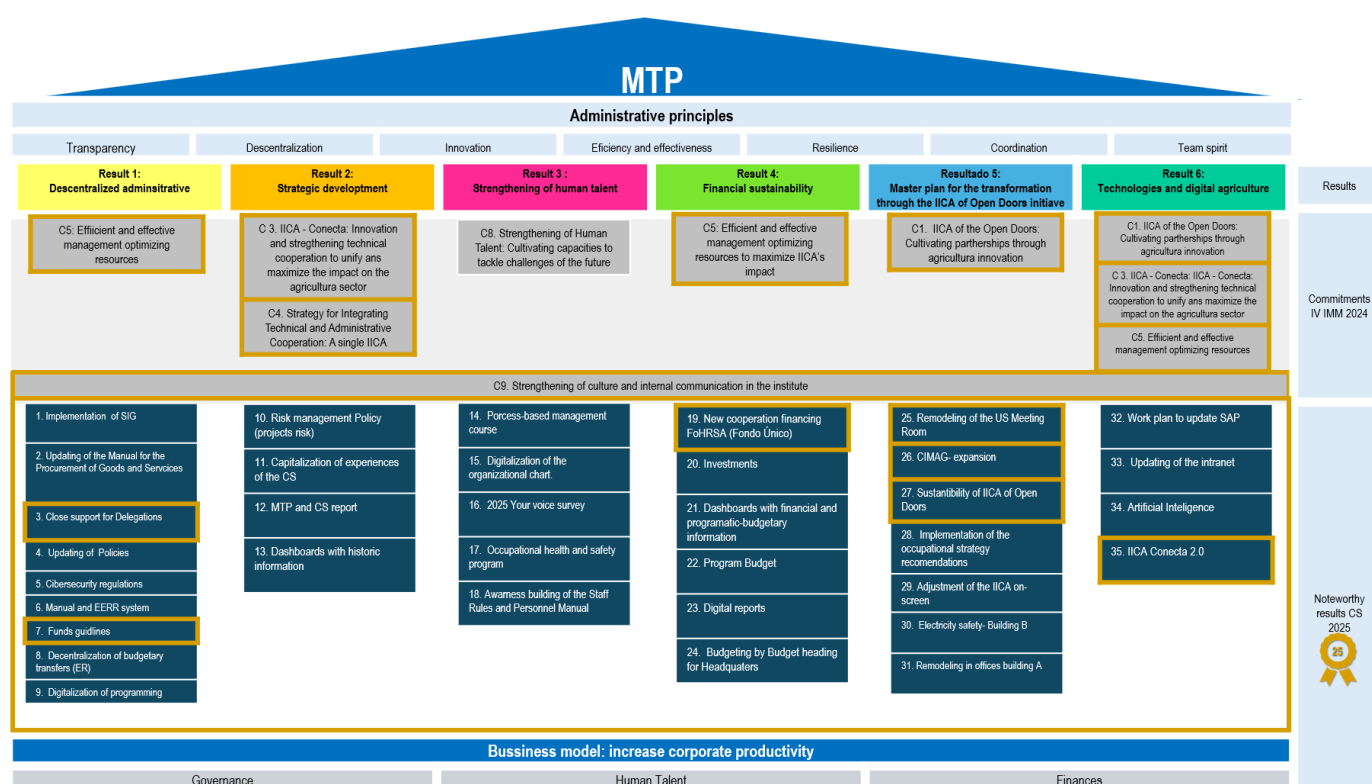 MTP
Administrative principles
Transparency
Descentralization
Innovation
Eficiency and effectiveness
Resilience
Coordination
Team spirit
Result 1:
Descentralized adminsitrative
Result 2:
Strategic developtment
Result 3 :
Strengthening of human talent
Result 4:
Financial sustainability
Resultado 5:
Master plan for the transformation
through the IICA of Open Doors initiave
Result 6:
Technologies and digital agriculture
Results
C5: Effiicient and effective
management optimizing
resources
C 3. IICA - Conecta: Innovation
and stregthening technical
cooperation to unify ans
maximize the impact on the
agricultura sector
C4. Strategy for Integrating
Technical and Administrative
Cooperation: A single IICA
C8. Strengthening of Human
Talent: Cultivating capacities to
tackle challenges of the future
C5: Efficient and effective
management optimizing
resources to maximize IICA's
impact
C1. IICA of the Open Doors:
Cultivating partherships through
agricultura innovation
C1. IICA of the Open Doors:
Cultivating partherships through
agricultura innovation
C 3. IICA - Conecta: IICA - Conecta:
Innovation and stregthening technical
cooperation to unify ans maximize the
impact on the agricultura sector
C5. Effiicient and effective
management optimizing resources
Commitments
IV IMM 2024
C9. Strengthening of culture and internal communication in the institute
1. Implementation of SIG
2. Updating of the Manual for the
Procurement of Goods and Servcices
3. Close support for Delegations
4. Updating of Policies
5. Cibersecurity regulations
6. Manual and EERR system
7. Funds guidlines
8. Decentralization of budgetary
transfers (ER)
9. Digitalization of programming
10. Risk management Policy
(projects risk)
11. Capitalization of experiences
of the CS
12. MTP and CS report
13. Dashboards with historic
information
14. Porcess-based management
course
15. Digitalization of the
organizational chart.
16. 2025 Your voice survey
17. Occupational health and safety
program
18. Awarness building of the Staff
Rules and Personnel Manual
19. New cooperation financing
FoHRSA (Fondo Único)
20. Investments
21. Dashboards with financial and
programatic-budgetary
information
22. Program Budget
23. Digital reports
24. Budgeting by Budget heading
for Headquaters
25. Remodeling of the US Meeting
Room
26. CIMAG- expansion
27. Sustantibility of IICA of Open
Doors
28. Implementation of the
occupational strategy
recomendations
29. Adjustment of the IICA on-
screen
30. Electricity safety- Building B
31. Remodeling in offices building A
32. Work plan to update SAP
33. Updating of the intranet
34. Artificial Inteligence
35. IICA Conecta 2.0
Noteworthy
results CS
2025
25
Bussiness model: increase corporate productivity
Governance
Human Talent
Finances